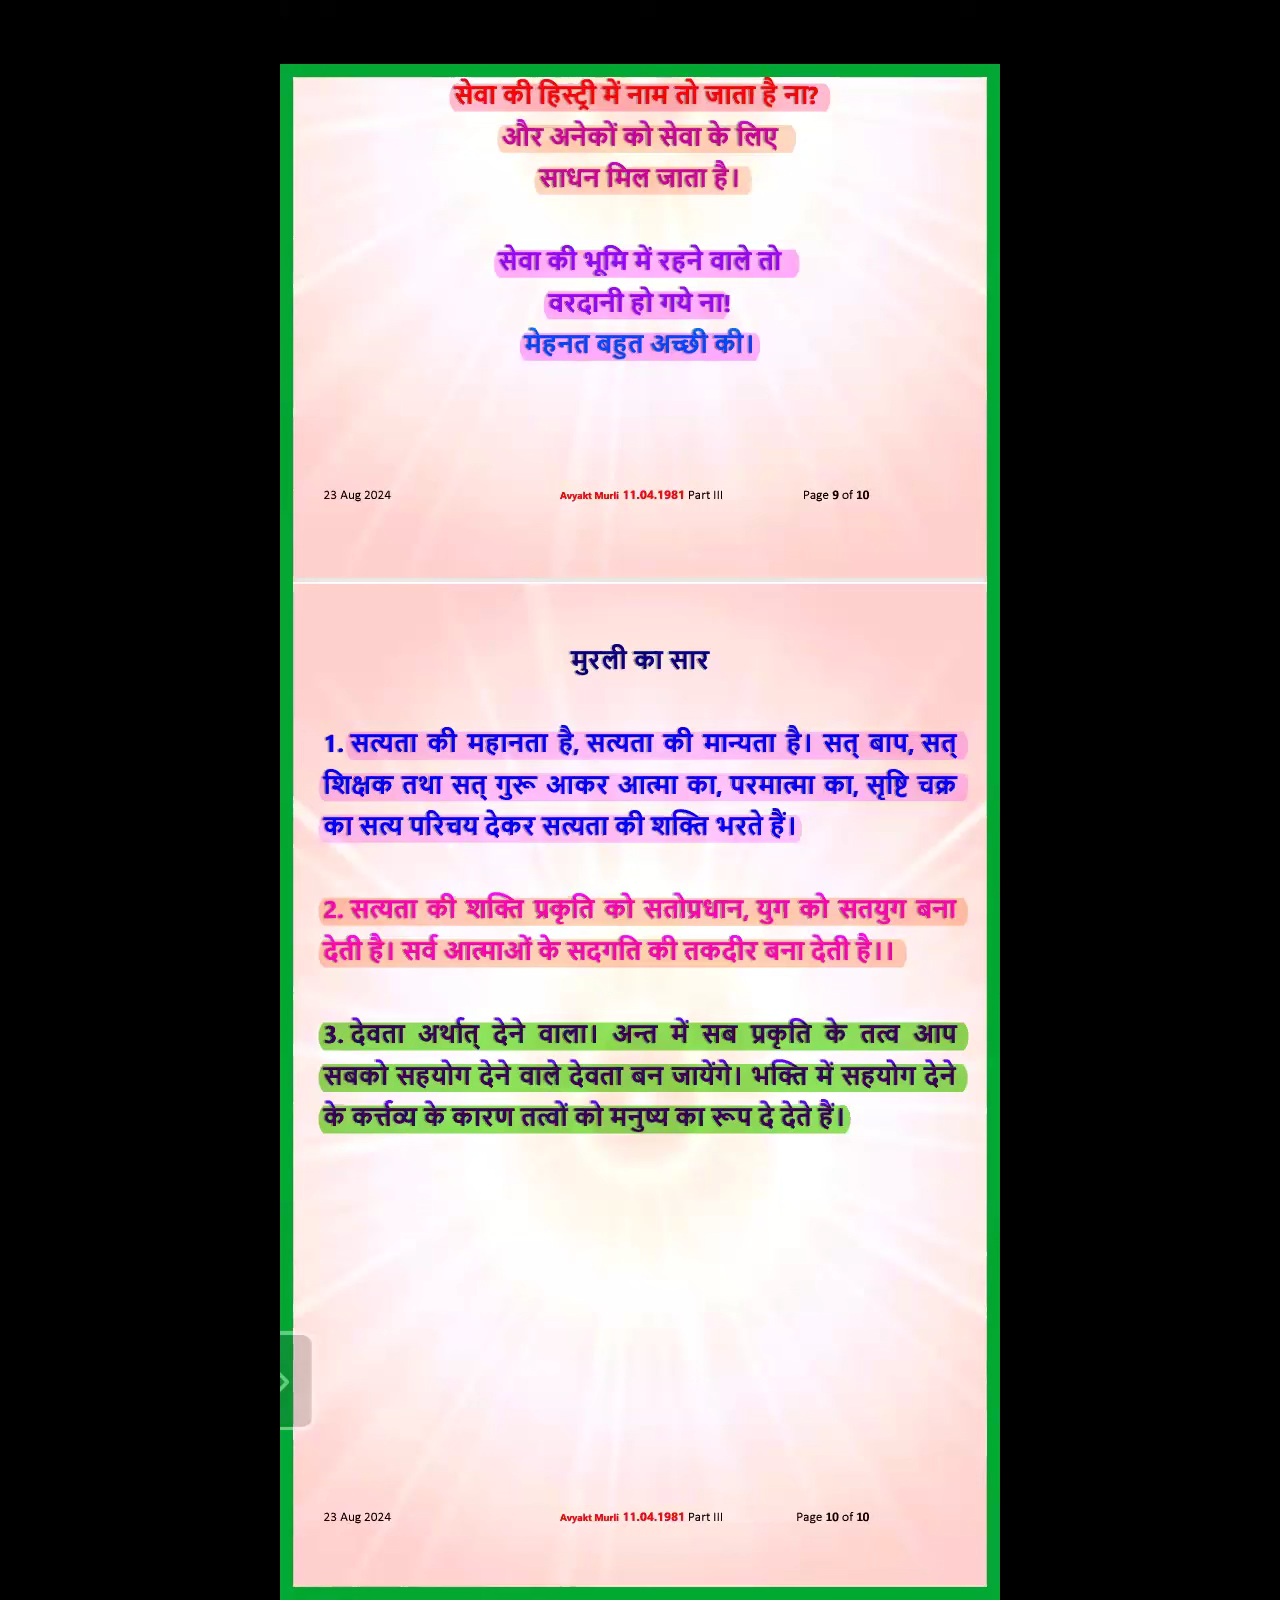 सेवा की हिस्ट्री में नाम तो जाता है ना?
और अनेकों को सेवा के लिए
साधन मिल जाता है।
सेवा की भूमि में रहने वाले तो
वरदानी हो गये ना!
मेहनत बहुत अच्छी की।
23 Aug 2024 Avyakt Murli 11.04.1981 Part III Page 9 of 10
मुरली का सार
1. सत्यता की महानता है, सत्यता की मान्यता है। सत् बाप, सत्
शिक्षक तथा सत् गुरू आकर आत्मा का, परमात्मा का, सृष्टि चक्र
का सत्य परिचय देकर सत्यता की शक्ति भरते हैं।
2. सत्यता की शक्ति प्रकृति को सतोप्रधान, युग को सतयुग बना
देती है। सर्व आत्माओं के सदगति की तकदीर बना देती है।।
3. देवता अर्थात् देने वाला। अन्त में सब प्रकृति के तत्व आप
सबको सहयोग देने वाले देवता बन जायेंगे। भक्ति में सहयोग देने
के कर्त्तव्य के कारण तत्वों को मनुष्य का रूप दे देते हैं।
23 Aug 2024 Avyakt Murli 11.04.1981 Part III Page 10 of 10